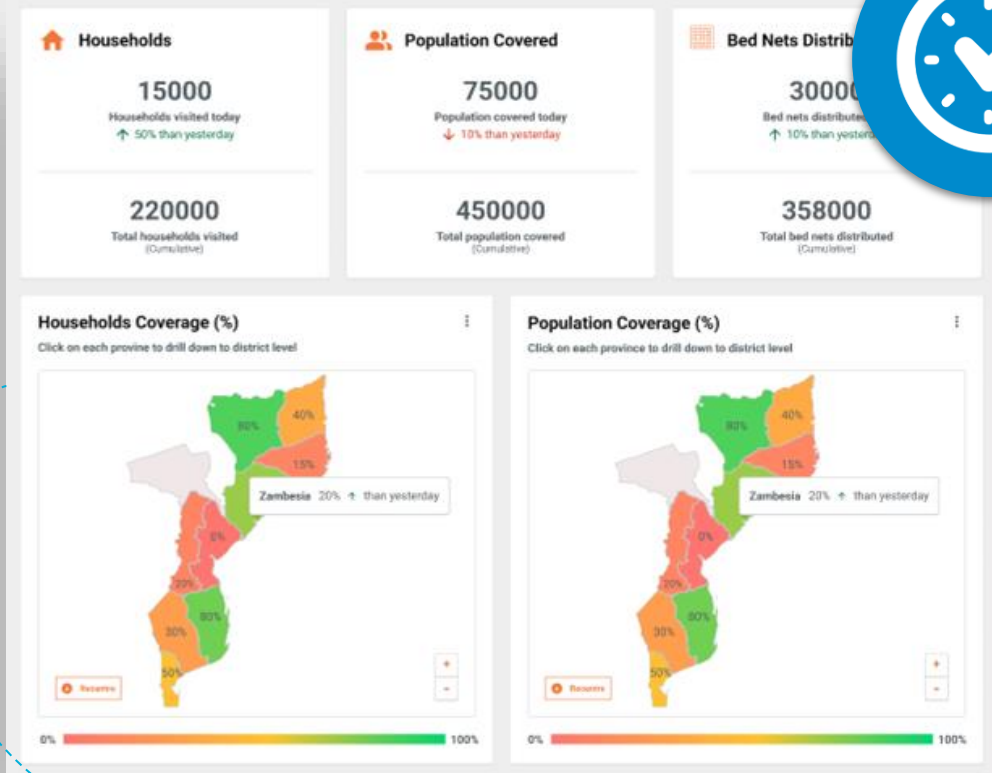 Households
15000
Households visited today
↑ 50% than yesterday
220000
Total households visited
(Cumulative)
Population Covered
75000
Population covered today
↓ 10% than yesterday
450000
Total population covered
(Cumulative)
Bed Nets Distrib
30000
Bed nets distribute
↑ 10% than yester
358000
Total bed nets distributed
(Cumulative)
Households Coverage (%)
Click on each provine to drill down to district level
80%
40%
15%
Zambesia 20% ↑ than yesterday
0%
20%
80%
30%
50%
+
-
0%
100%
Population Coverage (%)
Click on each province to drill down to district level
80%
40%
15%
Zambesia 20% ↑ than yesterday
0%
20%
80%
30%
50%
+
-
0%
100%